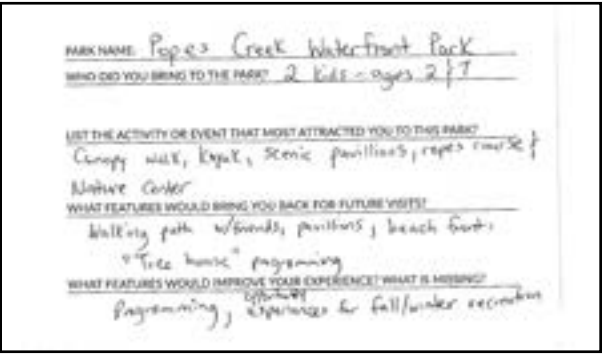 PARK NAME: Popes Creek Waterfront Park
WHO DID YOU BRING TO THE PARK? 2 kids - ages 2 & 7
LIST THE ACTIVITY OR EVENT THAT MOST ATTRACTED YOU TO THIS PARK?
Canopy walk, Kayak, Scenic pavillions, ropes course &
Nature Center
WHAT FEATURES WOULD BRING YOU BACK FOR FUTURE VISITS?
Walking path w/friends, pavillions, beach front,
"Tree house" programming
WHAT FEATURES WOULD IMPROVE YOUR EXPERIENCE? WHAT IS MISSING?
Programming, experiences for fall/winter recreation